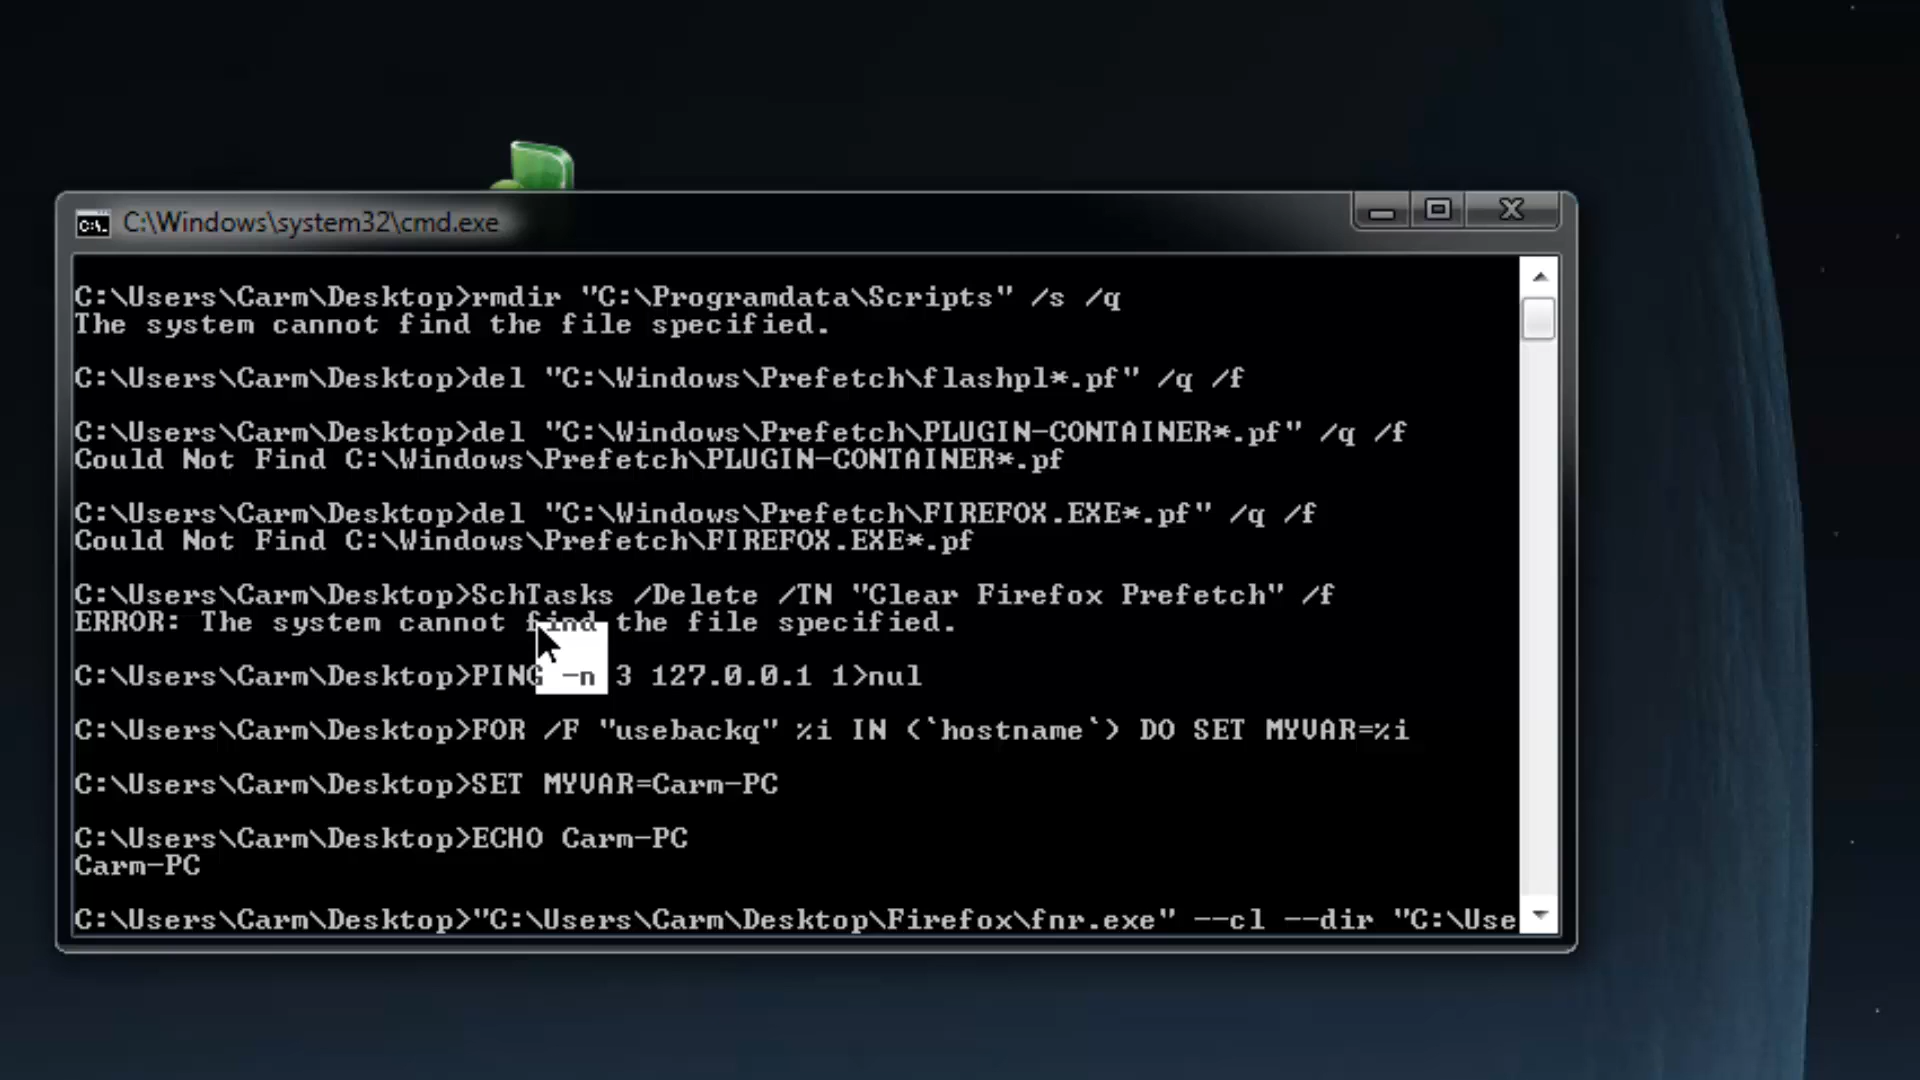 C:\Windows\system32\cmd.exe
C:\Users\Carm\Desktop>rmdir "C:\Programdata\Scripts" /s /q
The system cannot find the file specified.
C:\Users\Carm\Desktop>del "C:\Windows\Prefetch\flashpl*.pf" /q /f
C:\Users\Carm\Desktop>del "C:\Windows\Prefetch\PLUGIN-CONTAINER*.pf" /q /f
Could Not Find C:\Windows\Prefetch\PLUGIN-CONTAINER*.pf
C:\Users\Carm\Desktop>del "C:\Windows\Prefetch\FIREFOX.EXE*.pf" /q /f
Could Not Find C:\Windows\Prefetch\FIREFOX.EXE*.pf
C:\Users\Carm\Desktop>SchTasks /Delete /TN "Clear Firefox Prefetch" /f
ERROR: The system cannot find the file specified.
C:\Users\Carm\Desktop>PING -n 3 127.0.0.1 1>nul
C:\Users\Carm\Desktop>FOR /F "usebackq" %i IN (`hostname`) DO SET MYVAR=%i
C:\Users\Carm\Desktop>SET MYVAR=Carm-PC
C:\Users\Carm\Desktop>ECHO Carm-PC
Carm-PC
C:\Users\Carm\Desktop>"C:\Users\Carm\Desktop\Firefox\fnr.exe" --cl --dir "C:\Use